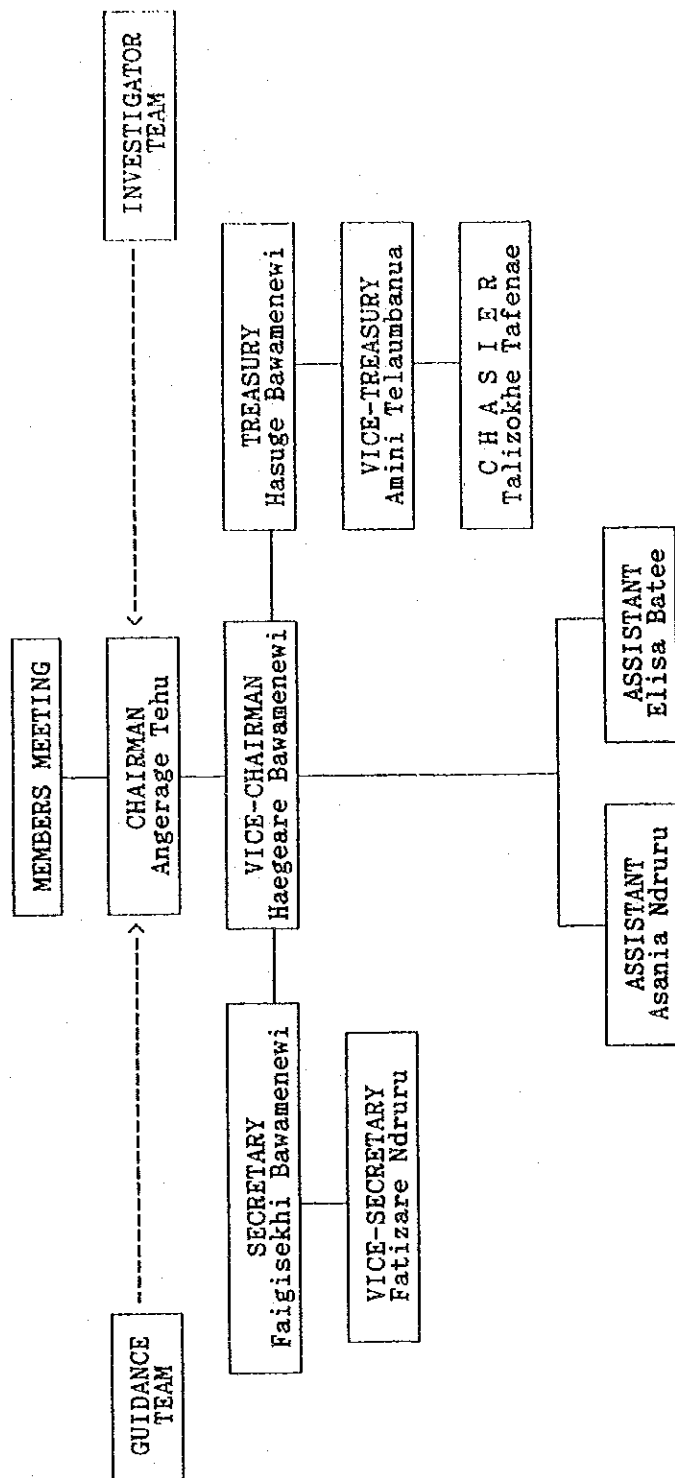 MEMBERS MEETING
GUIDANCE
TEAM
CHAIRMAN
Angerage Tehu
INVESTIGATOR
TEAM
SECRETARY
Faigisekhi Bawamenewi
VICE-CHAIRMAN
Haegeare Bawamenewi
TREASURY
Hasuge Bawamenewi
VICE-SECRETARY
Fatizare Ndruru
VICE-TREASURY
Amini Telaumbanua
C H A S I E R
Talizokhe Tafenae
ASSISTANT
Asania Ndruru
ASSISTANT
Elisa Batee